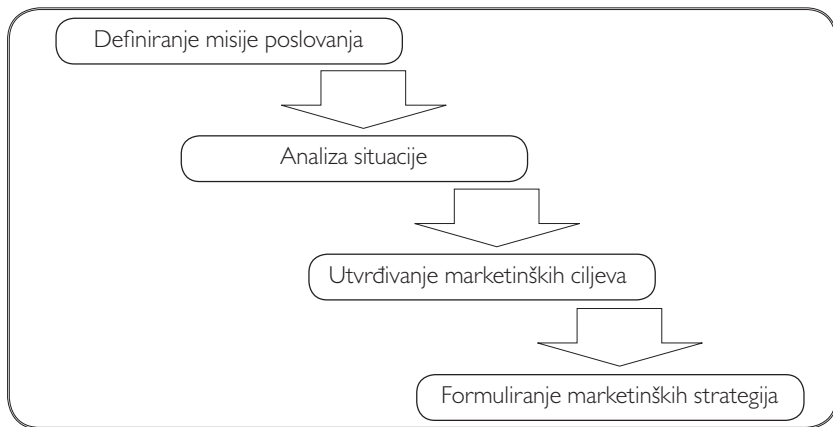 Definiranje misije poslovanja
Analiza situacije
Utvrđivanje marketinških ciljeva
Formuliranje marketinških strategija